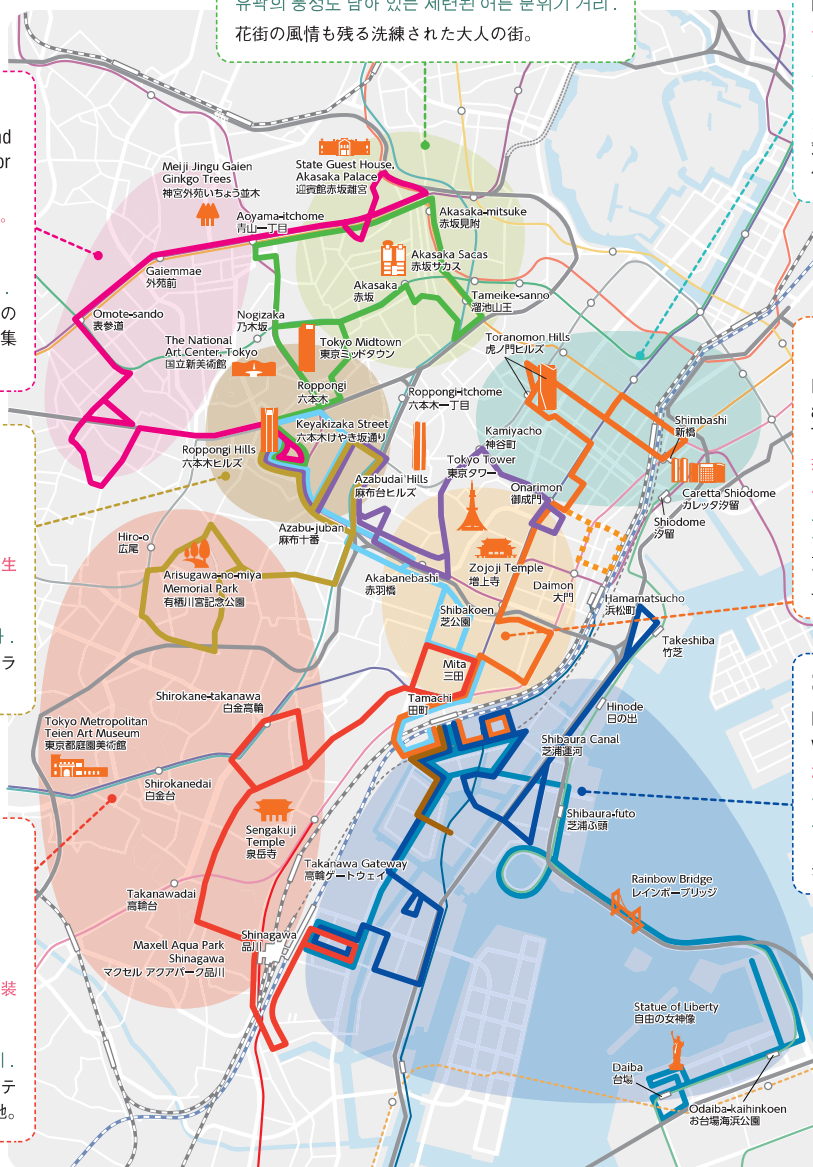 유곽의 풍정도 남아 있는 세련된 어른 분위기 거리.
花街の風情も残る洗練された大人の街。
nd
or
。
.
の
集
Meiji Jingu Gaien
Ginkgo Trees
神宮外苑いちょう並木
State Guest House,
Akasaka Palace
迎賓館赤坂離宮
Aoyama-itchome
青山一丁目
Akasaka-mitsuke
赤坂見附
Gaiemmae
外苑前
Akasaka Sacas
赤坂サカス
Akasaka
赤坂
Tameike-sanno
溜池山王
Omote-sando
表参道
Nogizaka
乃木坂
The National
Art Center, Tokyo
国立新美術館
Tokyo Midtown
東京ミッドタウン
Toranomon Hills
虎ノ門ヒルズ
Roppongi
六本木
Roppongi-itchome
六本木一丁目
Keyakizaka Street
六本木けやき坂通り
Kamiyacho
神谷町
Shimbashi
新橋
Roppongi Hills
六本木ヒルズ
Tokyo Tower
東京タワー
Azabudai Hills
麻布台ヒルズ
Onarimon
御成門
Caretta Shiodome
カレッタ汐留
Shiodome
汐留
Hiro-o
広尾
Azabu-juban
麻布十番
生
Arisugawa-no-miya
Memorial Park
有栖川宮記念公園
Akabanebashi
赤羽橋
Zojoji Temple
増上寺
Daimon
大門
Hamamatsucho
浜松町
Shibakoen
芝公園
.
ラ
Takeshiba
竹芝
Mita
三田
Shirokane-takanawa
白金高輪
Tamachi
田町
Hinode
日の出
Tokyo Metropolitan
Teien Art Museum
東京都庭園美術館
Shibaura Canal
芝浦運河
Shirokanedai
白金台
Shibaura-futo
芝浦ふ頭
Sengakuji
Temple
泉岳寺
Takanawa Gateway
高輪ゲートウェイ
Rainbow Bridge
レインボーブリッジ
Takanawadai
高輪台
Shinagawa
品川
Maxell Aqua Park
Shinagawa
マクセル アクアパーク品川
装
Statue of Liberty
自由の女神像
.
テ
地。
Daiba
台場
Odaiba-kaihinkoen
お台場海浜公園